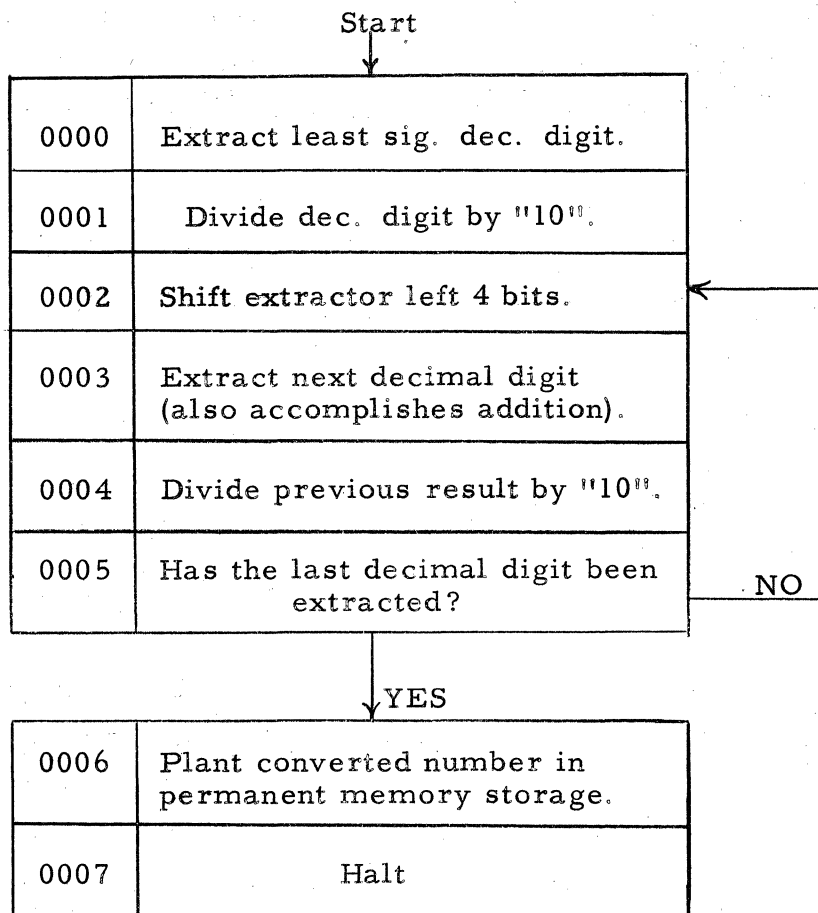 Start
0000 Extract least sig. dec. digit.
0001 Divide dec. digit by "10".
0002 Shift extractor left 4 bits.
0003 Extract next decimal digit
(also accomplishes addition).
0004 Divide previous result by "10".
0005 Has the last decimal digit been
extracted?
NO
YES
0006 Plant converted number in
permanent memory storage.
0007 Halt